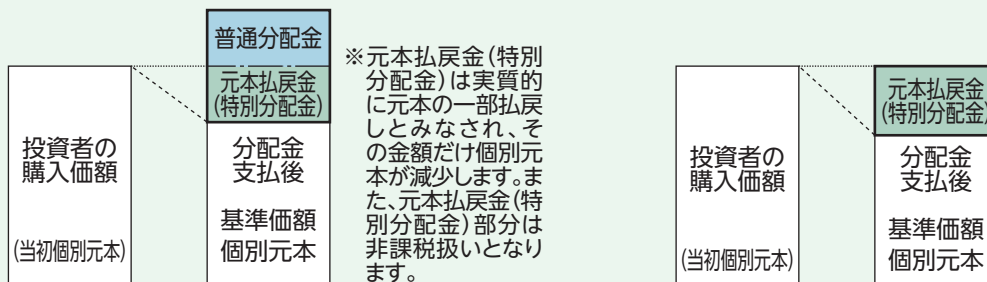 投資者の
購入価額
(当初個別元本)
普通分配金
元本払戻金
(特別分配金)
分配金
支払後
基準価額
個別元本
※元本払戻金(特別
分配金)は実質的
に元本の一部払戻
しとみなされ、そ
の金額だけ個別元
本が減少します。ま
た、元本払戻金(特
別分配金)部分は
非課税扱いとなり
ます。
投資者の
購入価額
(当初個別元本)
元本払戻金
(特別分配金)
分配金
支払後
基準価額
個別元本